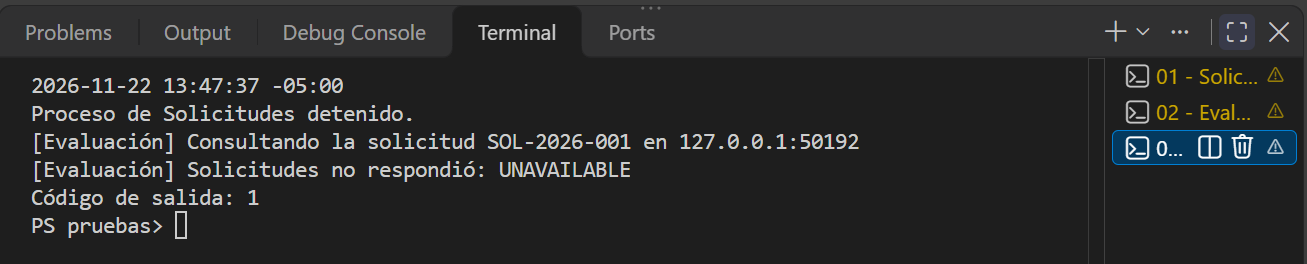 Problems Output Debug Console Terminal Ports
2026-11-22 13:47:37 -05:00
Proceso de Solicitudes detenido.
[Evaluación] Consultando la solicitud SOL-2026-001 en 127.0.0.1:50192
[Evaluación] Solicitudes no respondió: UNAVAILABLE
Código de salida: 1
PS pruebas>
01 - Solic...
02 - Eval...
0...